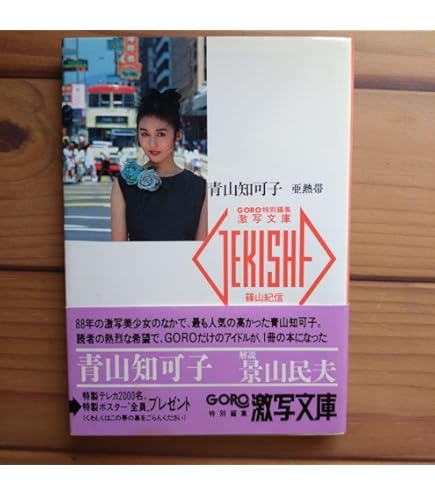 青山知可子 亜熱帯
GORO特別編集
激写文庫
GEKISHA
篠山紀信
88年の激写美少女のなかで、最も人気の高かった青山知可子。
読者の熱烈な希望で、GOROだけのアイドルが、1冊の本になった
青山知可子 解説 景山民夫
特製テレカ2000名。
特製ポスター“全員”プレゼント
(くわしくはこの帯の裏をごらんください)
GORO 特別編集 激写文庫